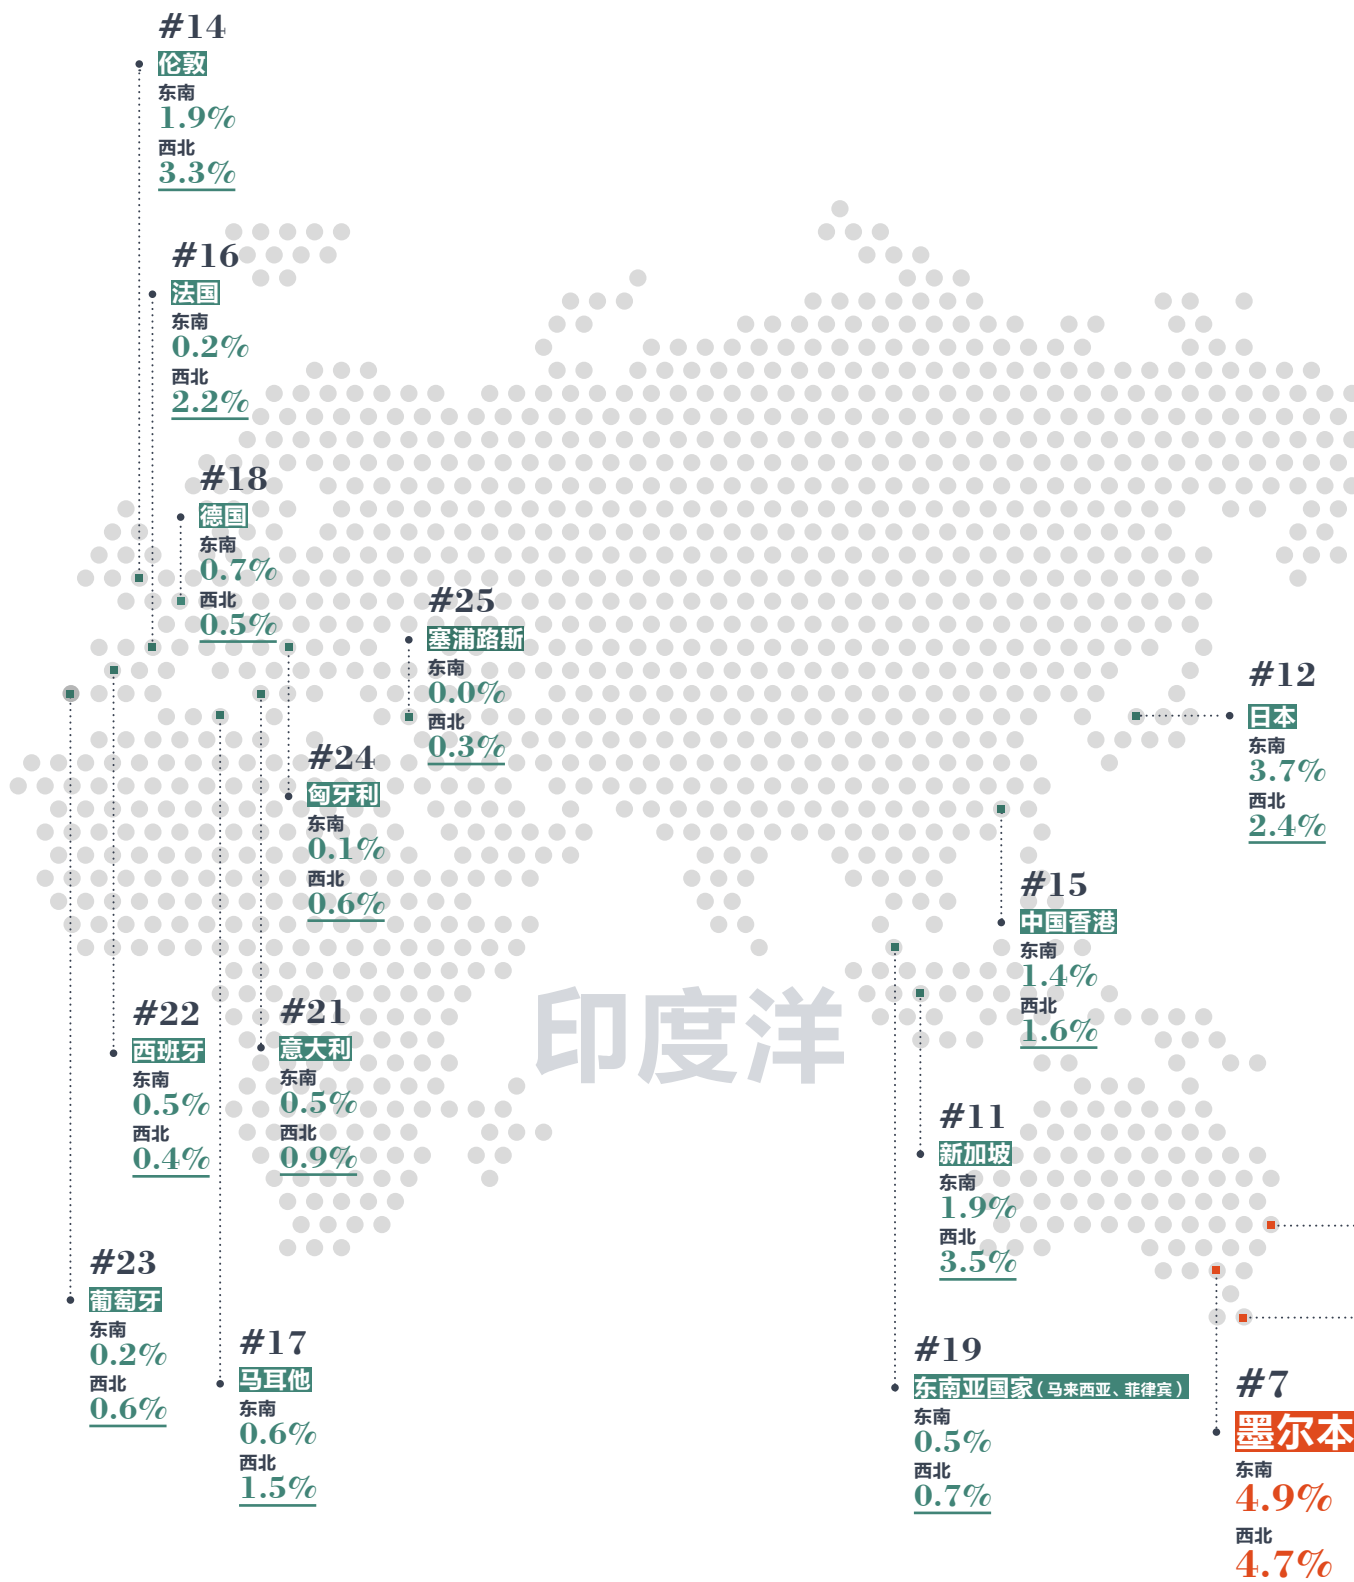 #14
伦敦
东南
1.9%
西北
3.3%
#16
法国
东南
0.2%
西北
2.2%
#18
德国
东南
0.7%
西北
0.5%
#25
塞浦路斯
东南
0.0%
西北
0.3%
#12
日本
东南
3.7%
西北
2.4%
#24
匈牙利
东南
0.1%
西北
0.6%
#15
中国香港
东南
1.4%
西北
1.6%
印度洋
#22
西班牙
东南
0.5%
西北
0.4%
#21
意大利
东南
0.5%
西北
0.9%
#11
新加坡
东南
1.9%
西北
3.5%
#23
葡萄牙
东南
0.2%
西北
0.6%
#17
马耳他
东南
0.6%
西北
1.5%
#19
东南亚国家（马来西亚、菲律宾）
东南
0.5%
西北
0.7%
#7
墨尔本
东南
4.9%
西北
4.7%